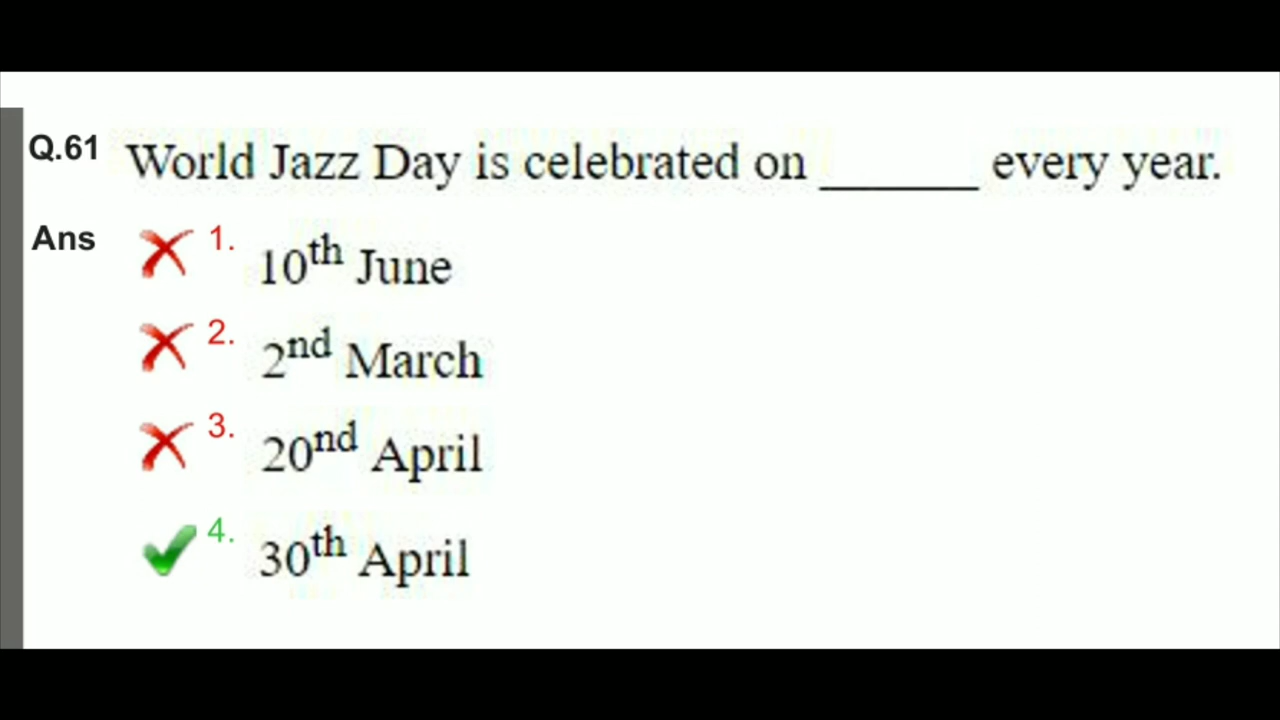 Q.61 World Jazz Day is celebrated on _______ every year.
Ans 1. 10th June
2. 2nd March
3. 20nd April
4. 30th April